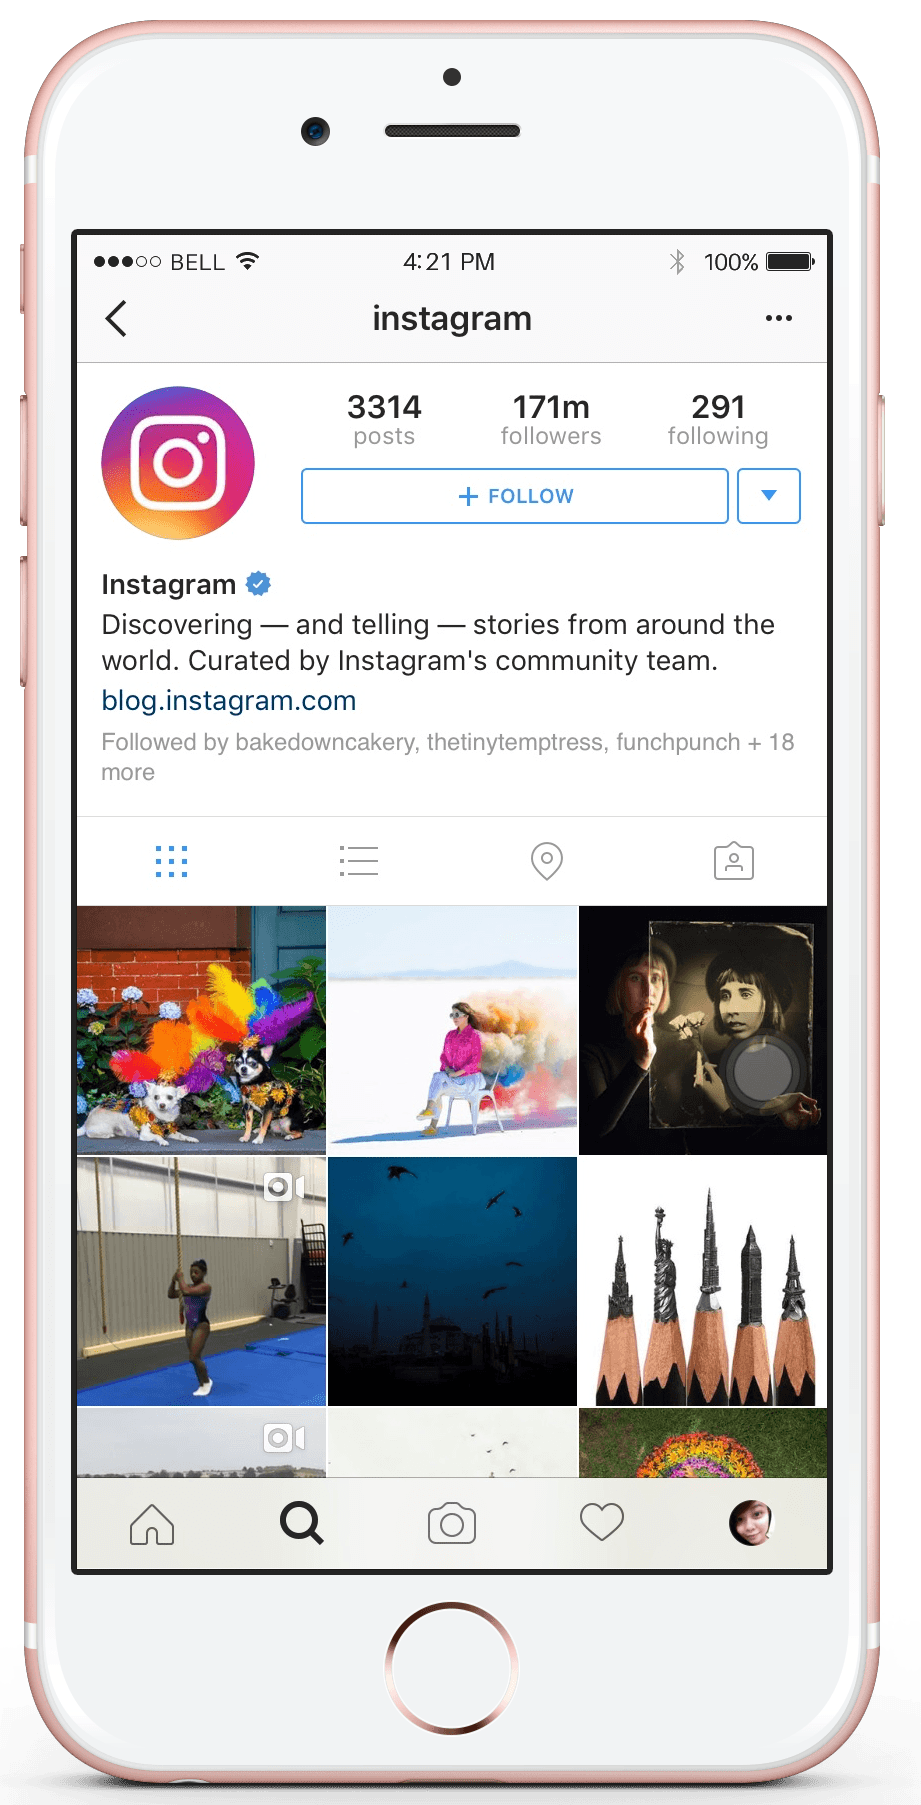 BELL 4:21 PM 100%
instagram
3314 171m 291
posts followers following
+ FOLLOW
Instagram
Discovering — and telling — stories from around the
world. Curated by Instagram's community team.
blog.instagram.com
Followed by bakedowncakery, thetinytemptress, funchpunch + 18
more